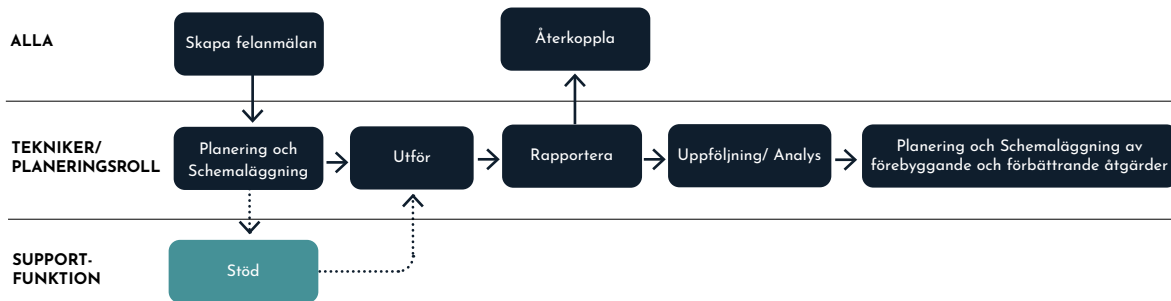 ALLA
Skapa felanmälan
Återkoppla
TEKNIKER/
PLANERINGSROLL
Planering och
Schemaläggning
Utför
Rapportera
Uppföljning/ Analys
Planering och Schemaläggning av
förebyggande och förbättrande åtgärder
SUPPORT-
FUNKTION
Stöd